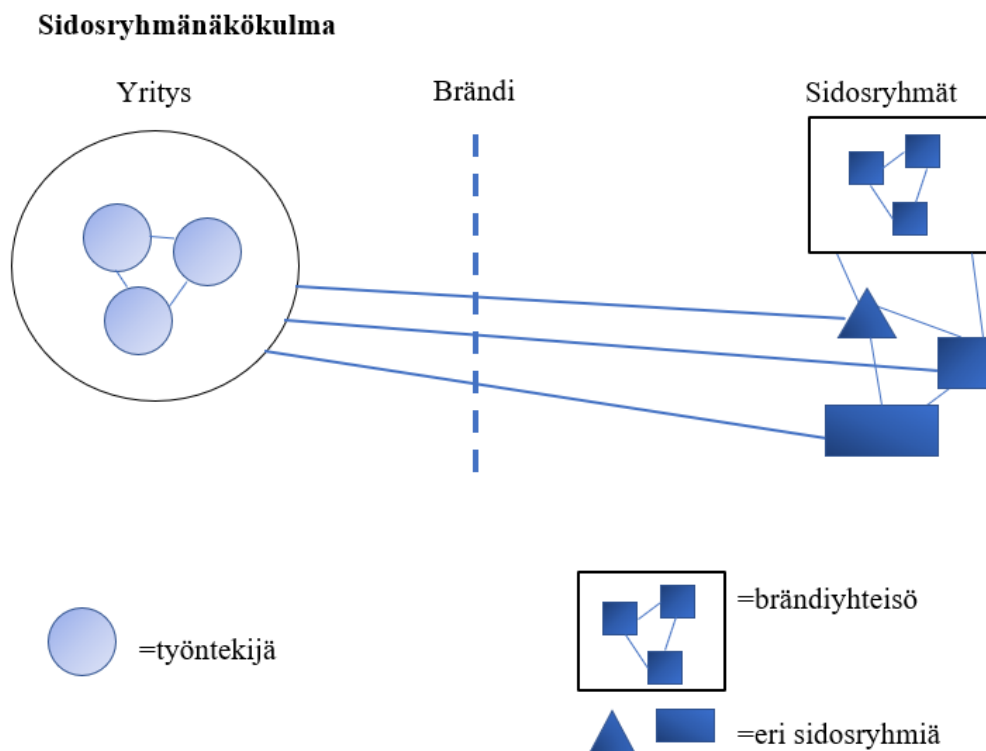 Sidosryhmänäkökulma
Yritys
Brändi
Sidosryhmät
=brändiyhteisö
=työntekijä
=eri sidosryhmiä